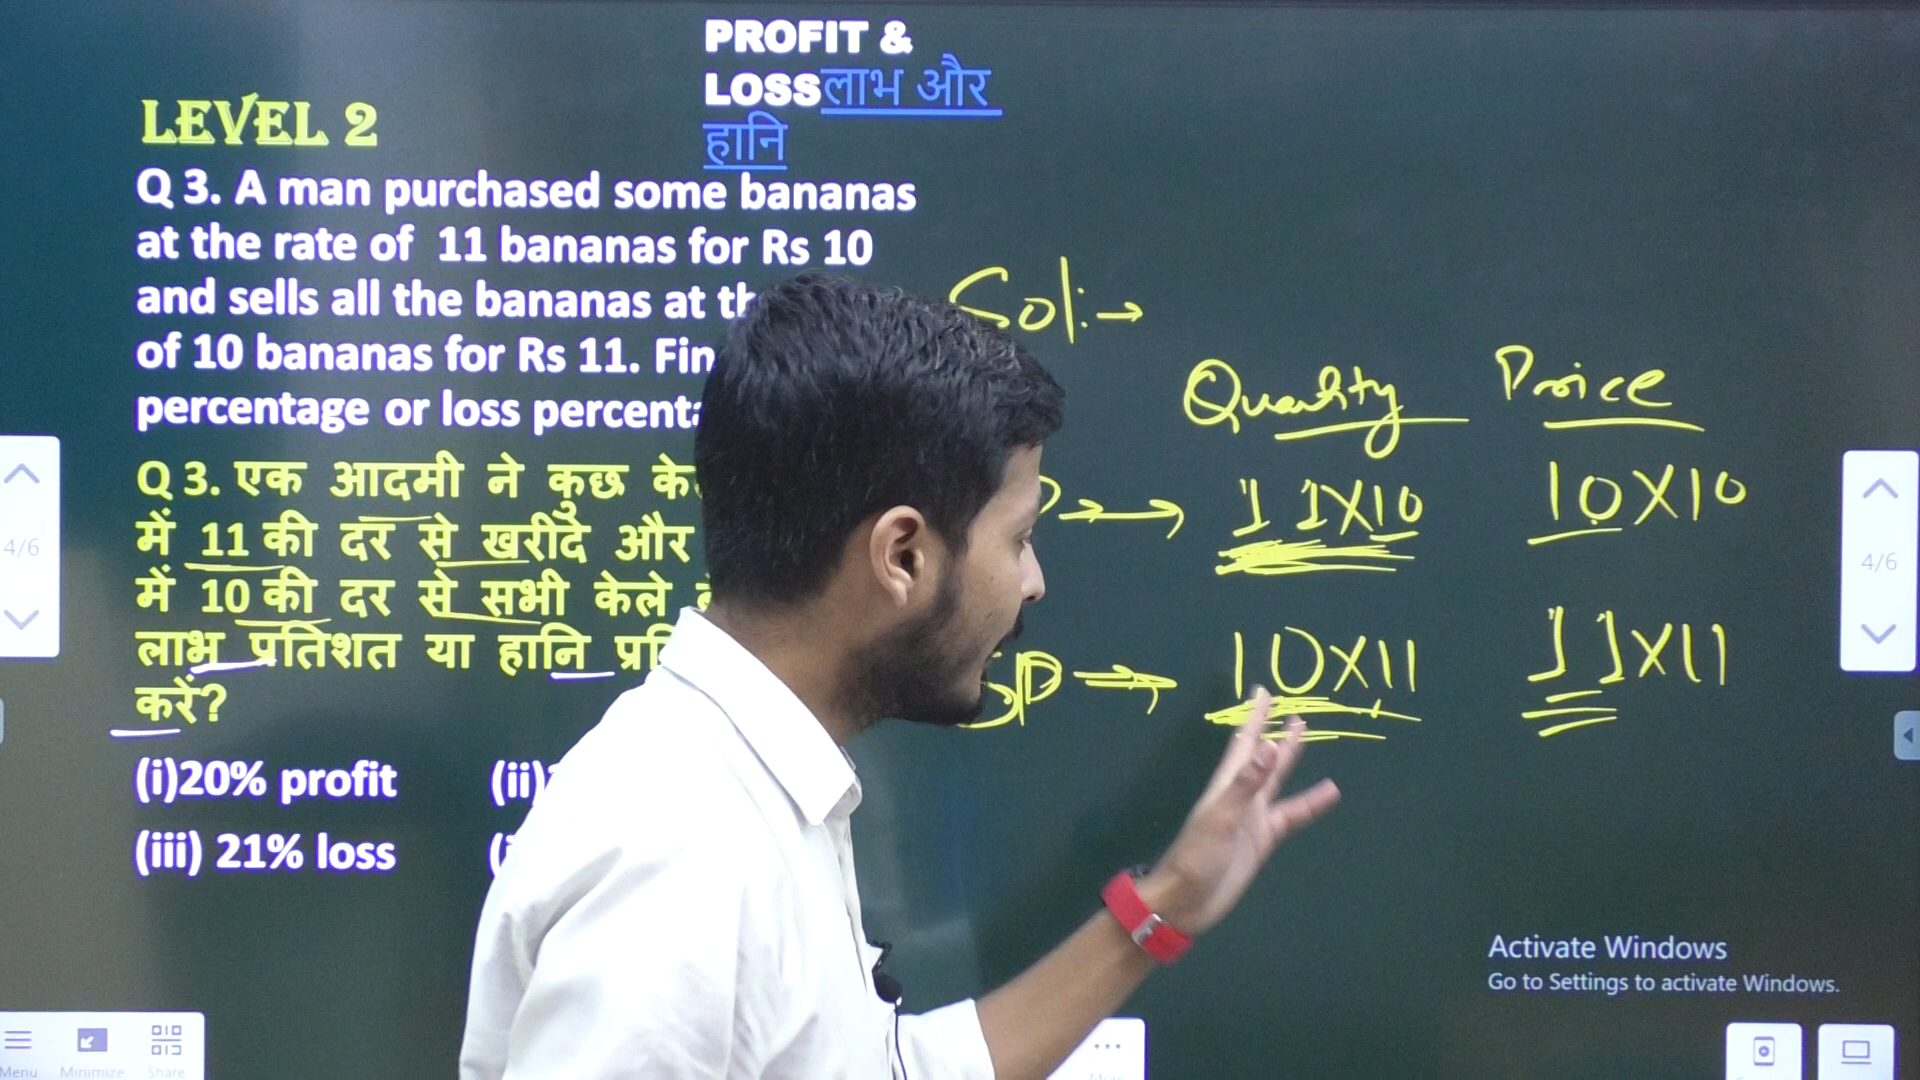 PROFIT &
LOSSलाभ और
हानि
LEVEL 2
Q 3. A man purchased some bananas
at the rate of 11 bananas for Rs 10
and sells all the bananas at
of 10 bananas for Rs 11.
percentage or loss
Q 3. एक आदमी ने कुछ
में 11 की दर से खरीदे और
में 10 की दर से सभी केले
लाभ प्रतिशत या हानि
करें?
(i)20% profit (ii)
(iii) 21% loss
Sol:→
Quantity Price
→ 11X10 10X10
SP → 10X11 11X11
4/6
4/6
Activate Windows
Go to Settings to activate Windows.
Menu Minimize Share